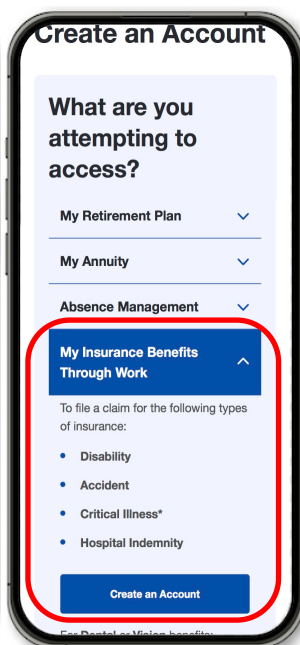 Create an Account
What are you
attempting to
access?
My Retirement Plan
My Annuity
Absence Management
My Insurance Benefits
Through Work
To file a claim for the following types
of insurance:
Disability
Accident
Critical Illness*
Hospital Indemnity
Create an Account
For Dental or Vision benefits: